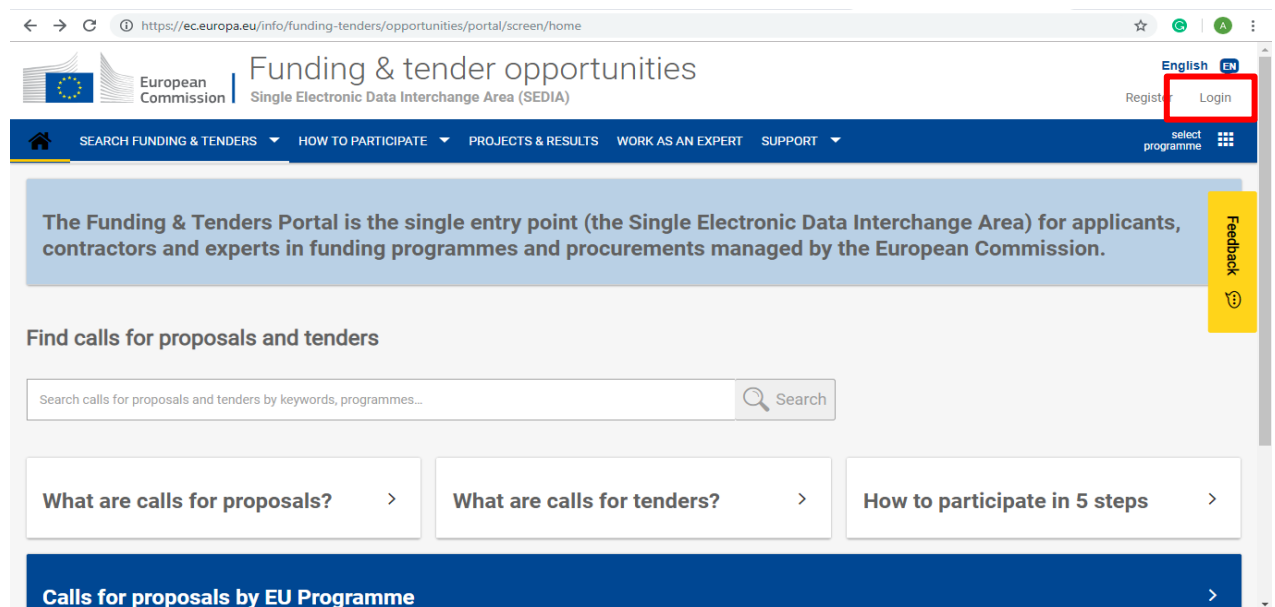 https://ec.europa.eu/info/funding-tenders/opportunities/portal/screen/home
G
A
European
Commission
Funding & tender opportunities
Single Electronic Data Interchange Area (SEDIA)
English EN
Register Login
SEARCH FUNDING & TENDERS HOW TO PARTICIPATE PROJECTS & RESULTS WORK AS AN EXPERT SUPPORT
select
programme
The Funding & Tenders Portal is the single entry point (the Single Electronic Data Interchange Area) for applicants,
contractors and experts in funding programmes and procurements managed by the European Commission.
Feedback
Find calls for proposals and tenders
Search calls for proposals and tenders by keywords, programmes...
Search
What are calls for proposals?
What are calls for tenders?
How to participate in 5 steps
Calls for proposals by EU Programme